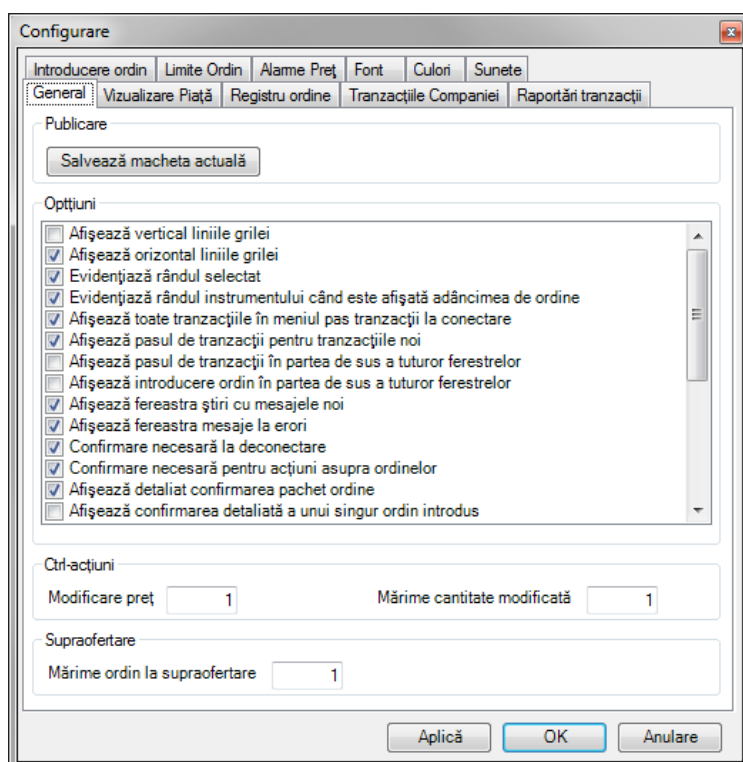 Configurare
Introducere ordin Limite Ordin Alarme Preţ Font Culori Sunete
General Vizualizare Piaţă Registru ordine Tranzacţiile Companiei Raportări tranzacţii
Publicare
Salvează macheta actuală
Optţiuni
Afişează vertical liniile grilei
Afişează orizontal liniile grilei
Evidenţiază rândul selectat
Evidenţiază rândul instrumentului când este afişată adâncimea de ordine
Afişează toate tranzacţiile în meniul pas tranzacţii la conectare
Afişează pasul de tranzacţii pentru tranzacţiile noi
Afişează pasul de tranzacţii în partea de sus a tuturor ferestrelor
Afişează introducere ordin în partea de sus a tuturor ferestrelor
Afişează fereastra ştiri cu mesajele noi
Afişează fereastra mesaje la erori
Confirmare necesară la deconectare
Confirmare necesară pentru acţiuni asupra ordinelor
Afişează detaliat confirmarea pachet ordine
Afişează confirmarea detaliată a unui singur ordin introdus
Ctrl-acţiuni
Modificare preţ 1 Mărime cantitate modificată 1
Supraofertare
Mărime ordin la supraofertare 1
Aplică OK Anulare